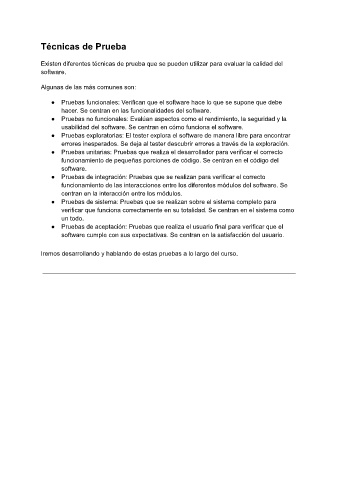 Técnicas de Prueba
Existen diferentes técnicas de prueba que se pueden utilizar para evaluar la calidad del
software.
Algunas de las más comunes son:
● Pruebas funcionales: Verifican que el software hace lo que se supone que debe
hacer. Se centran en las funcionalidades del software.
● Pruebas no funcionales: Evalúan aspectos como el rendimiento, la seguridad y la
usabilidad del software. Se centran en cómo funciona el software.
● Pruebas exploratorias: El tester explora el software de manera libre para encontrar
errores inesperados. Se deja al tester descubrir errores a través de la exploración.
● Pruebas unitarias: Pruebas que realiza el desarrollador para verificar el correcto
funcionamiento de pequeñas porciones de código. Se centran en el código del
software.
● Pruebas de integración: Pruebas que se realizan para verificar el correcto
funcionamiento de las interacciones entre los diferentes módulos del software. Se
centran en la interacción entre los módulos.
● Pruebas de sistema: Pruebas que se realizan sobre el sistema completo para
verificar que funciona correctamente en su totalidad. Se centran en el sistema como
un todo.
● Pruebas de aceptación: Pruebas que realiza el usuario final para verificar que el
software cumple con sus expectativas. Se centran en la satisfacción del usuario.
Iremos desarrollando y hablando de estas pruebas a lo largo del curso.